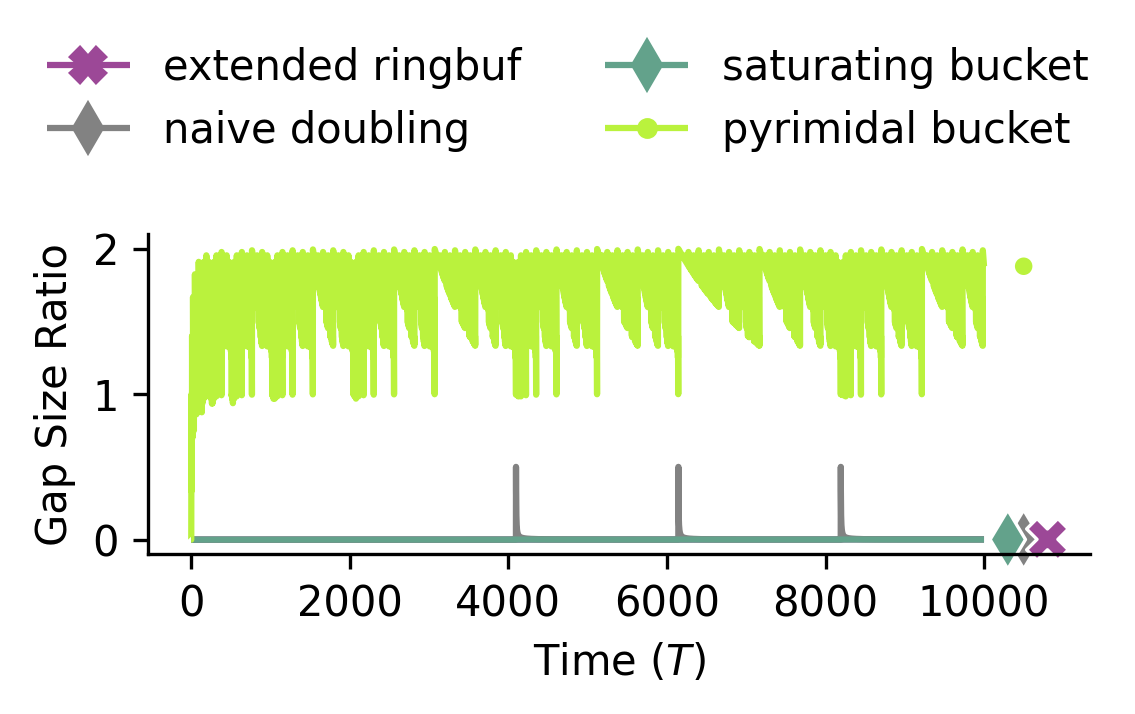 extended ringbuf
naive doubling
saturating bucket
pyrimidal bucket
Gap Size Ratio
2
1
0
0 2000 4000 6000 8000 10000
Time (T)